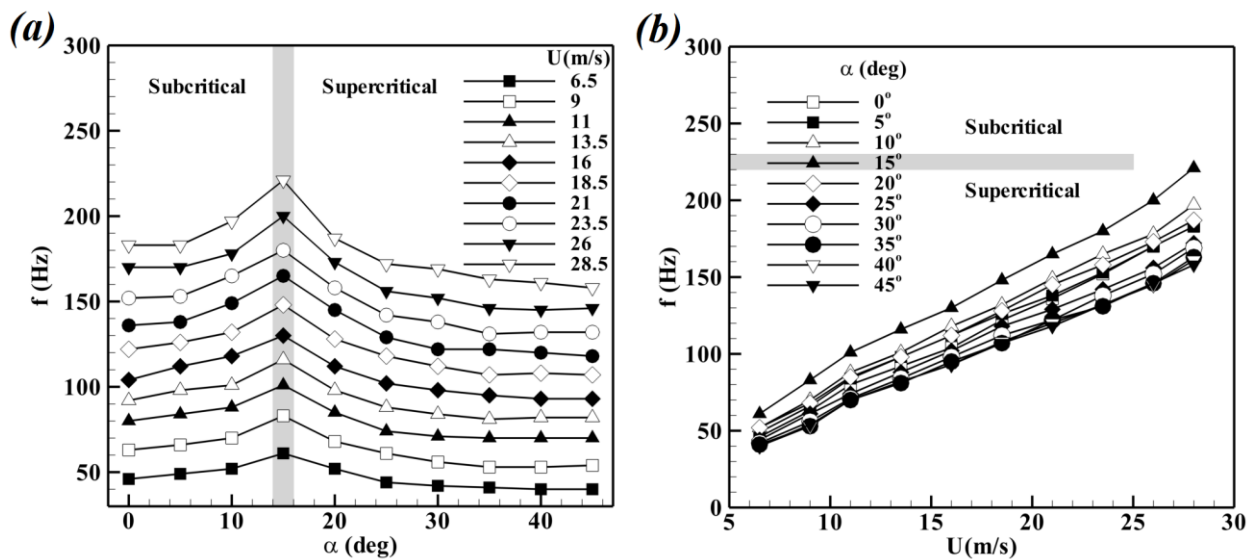 (a)
300
250
200
150
100
50
f (Hz)
0 10 20 30 40
α (deg)
Subcritical Supercritical
U(m/s)
6.5
9
11
13.5
16
18.5
21
23.5
26
28.5
(b)
300
250
200
150
100
50
0
f (Hz)
5 10 15 20 25 30
U(m/s)
α (deg)
0°
5°
10°
15°
20°
25°
30°
35°
40°
45°
Subcritical
Supercritical